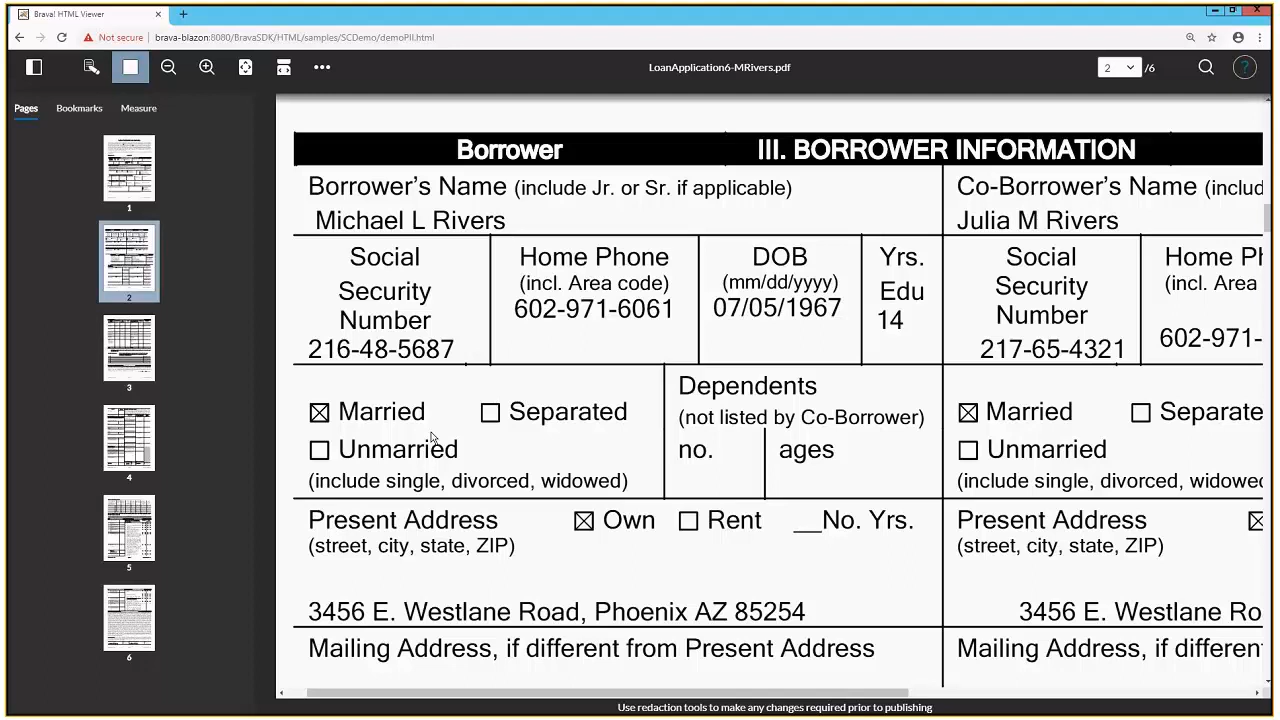 Brava! HTML Viewer
Not secure | brava-blazon:8080/BravaSDK/HTML/samples/SCDemo/demoPII.html
LoanApplication6-MRivers.pdf
2 /6
?
Pages Bookmarks Measure
1
2
3
4
5
6
Borrower III. BORROWER INFORMATION
Borrower's Name (include Jr. or Sr. if applicable)
Michael L Rivers
Co-Borrower's Name (includ
Julia M Rivers
Social
Security
Number
216-48-5687
Home Phone
(incl. Area code)
602-971-6061
DOB
(mm/dd/yyyy)
07/05/1967
Yrs.
Edu
14
Social
Security
Number
217-65-4321
Home Ph
(incl. Area
602-971-
Married Separated
Unmarried
(include single, divorced, widowed)
Dependents
(not listed by Co-Borrower)
no. ages
Married Separate
Unmarried
(include single, divorced, widowed
Present Address Own Rent __No. Yrs.
(street, city, state, ZIP)
3456 E. Westlane Road, Phoenix AZ 85254
Mailing Address, if different from Present Address
Present Address
(street, city, state, ZIP)
3456 E. Westlane Ro
Mailing Address, if different
Use redaction tools to make any changes required prior to publishing